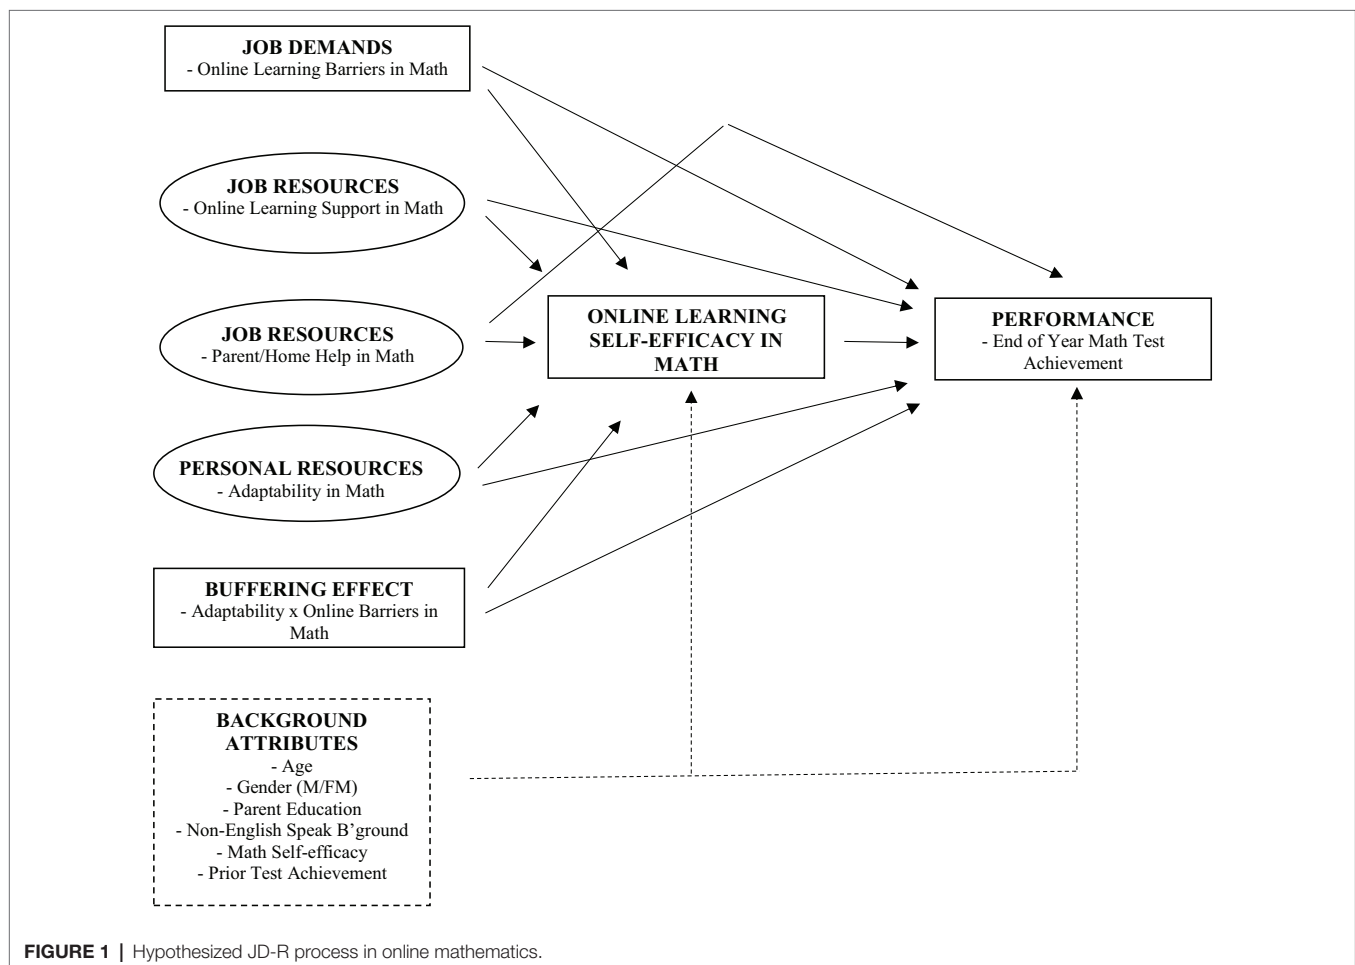 JOB DEMANDS
- Online Learning Barriers in Math
JOB RESOURCES
- Online Learning Support in Math
JOB RESOURCES
- Parent/Home Help in Math
PERSONAL RESOURCES
- Adaptability in Math
BUFFERING EFFECT
- Adaptability x Online Barriers in
Math
BACKGROUND
ATTRIBUTES
- Age
- Gender (M/FM)
- Parent Education
- Non-English Speak B’ground
- Math Self-efficacy
- Prior Test Achievement
ONLINE LEARNING
SELF-EFFICACY IN
MATH
PERFORMANCE
- End of Year Math Test
Achievement
FIGURE 1 | Hypothesized JD-R process in online mathematics.